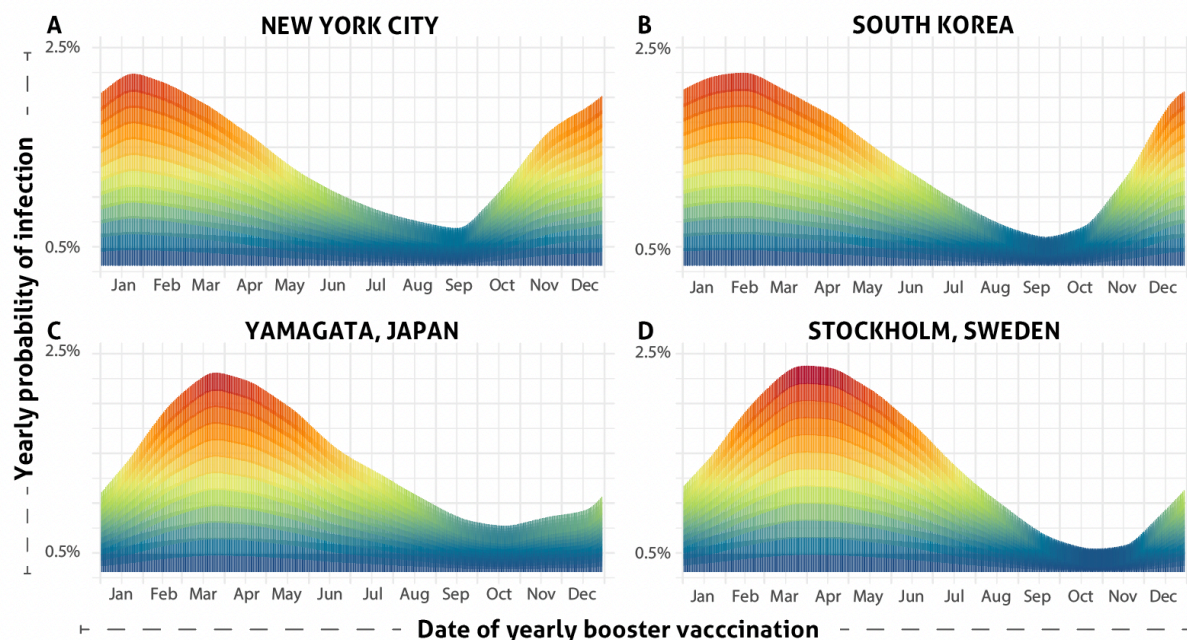 A NEW YORK CITY
2.5%
0.5%
Jan Feb Mar Apr May Jun Jul Aug Sep Oct Nov Dec
B SOUTH KOREA
2.5%
0.5%
Jan Feb Mar Apr May Jun Jul Aug Sep Oct Nov Dec
C YAMAGATA, JAPAN
2.5%
0.5%
Jan Feb Mar Apr May Jun Jul Aug Sep Oct Nov Dec
D STOCKHOLM, SWEDEN
2.5%
0.5%
Jan Feb Mar Apr May Jun Jul Aug Sep Oct Nov Dec
Yearly probability of infection
Date of yearly booster vacccination